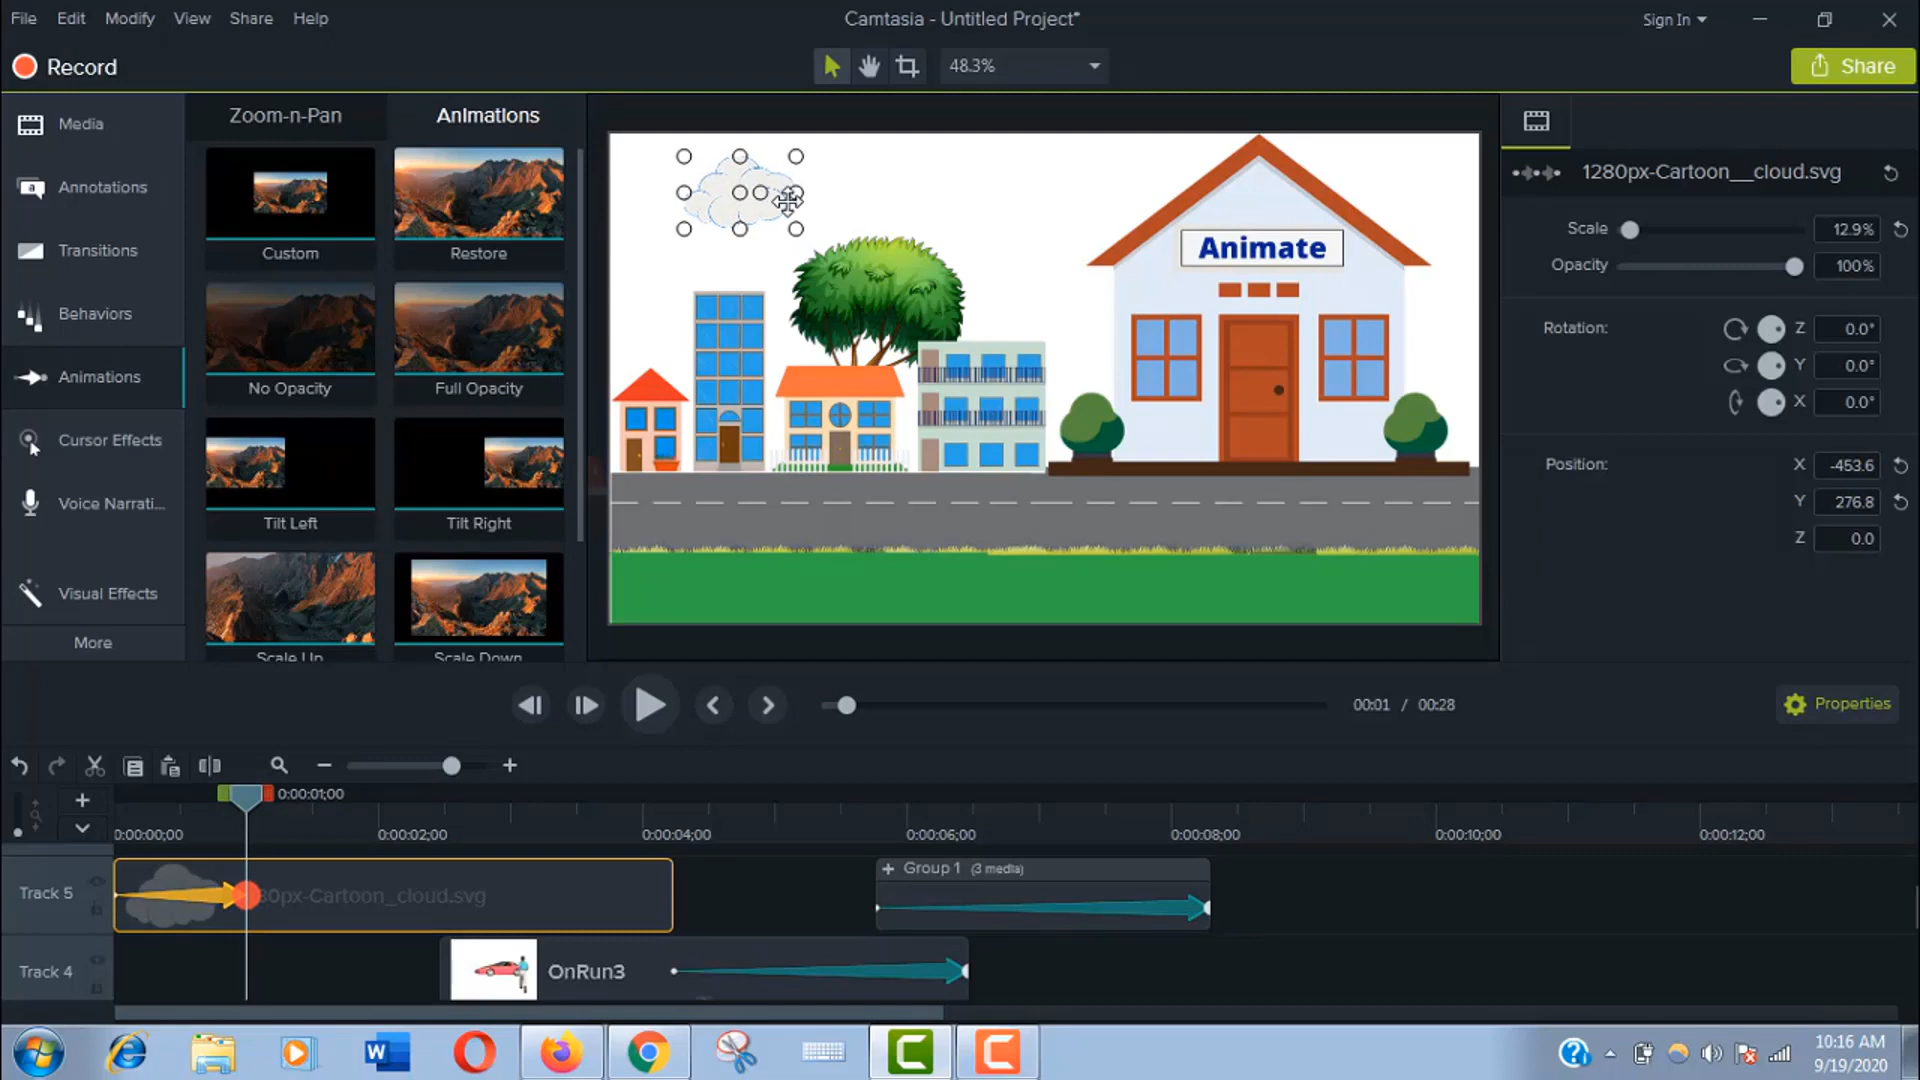 File Edit Modify View Share Help
Camtasia - Untitled Project*
Sign In
Record
48.3%
Share
Media
Annotations
Transitions
Behaviors
Animations
Cursor Effects
Voice Narrati...
Visual Effects
More
Zoom-n-Pan Animations
Custom Restore
No Opacity Full Opacity
Tilt Left Tilt Right
Scale Up Scale Down
Animate
1280px-Cartoon__cloud.svg
Scale 12.9%
Opacity 100%
Rotation: Z 0.0°
Y 0.0°
X 0.0°
Position: X -453.6
Y 276.8
Z 0.0
00:01 / 00:28
Properties
0:00:01;00
0:00:00;00 0:00:02;00 0:00:04;00 0:00:06;00 0:00:08;00 0:00:10;00 0:00:12;00
Track 5
80px-Cartoon_cloud.svg
Group 1 (3 media)
Track 4
OnRun3
10:16 AM
9/19/2020